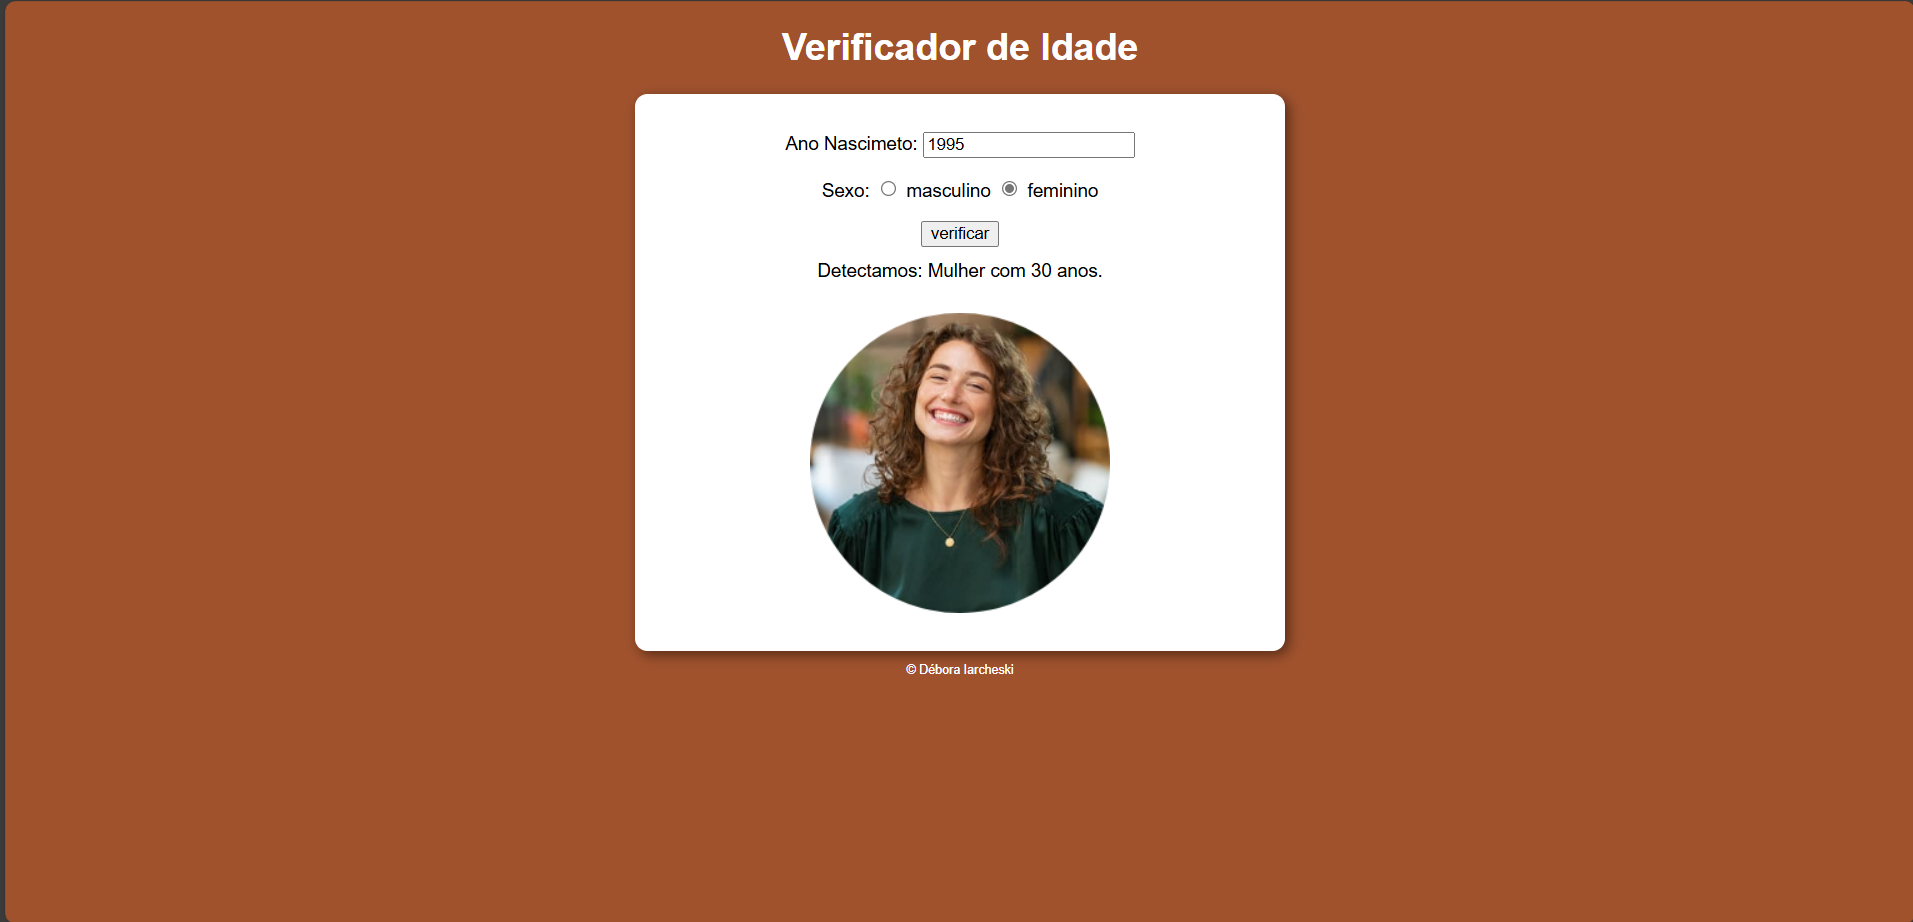 Verificador de Idade
Ano Nascimeto: 1995
Sexo: masculino feminino
verificar
Detectamos: Mulher com 30 anos.
© Débora Iarcheski